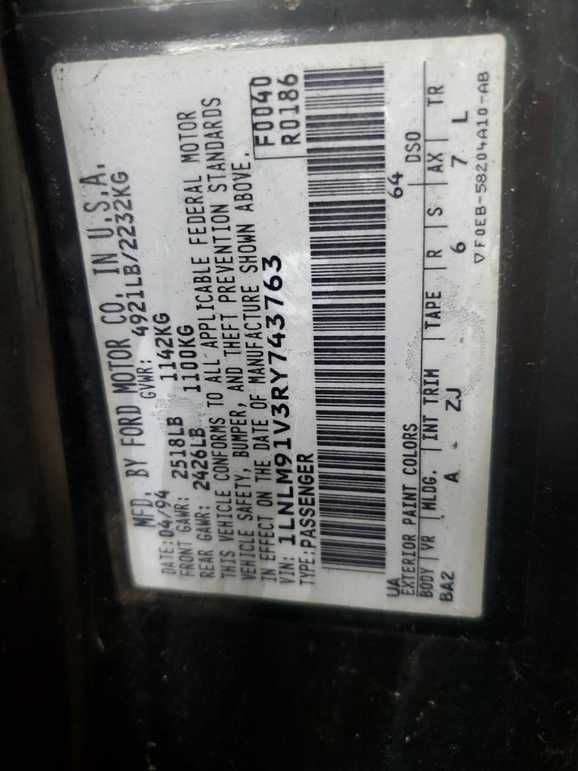 MFD. BY FORD MOTOR CO. IN U.S.A.
DATE: 04/94 GVWR: 4921LB/2232KG
FRONT GAWR: 2518LB 1142KG
REAR GAWR: 2426LB 1100KG
THIS VEHICLE CONFORMS TO ALL APPLICABLE FEDERAL MOTOR
VEHICLE SAFETY, BUMPER, AND THEFT PREVENTION STANDARDS
IN EFFECT ON THE DATE OF MANUFACTURE SHOWN ABOVE.
VIN: 1LNLM91V3RY743763 F0040
TYPE: PASSENGER R0186
UA 64
EXTERIOR PAINT COLORS DSO
BODY VR MLDG. INT TRIM TAPE R S AX TR
BA2 A ZJ 6 7 L
▽F0EB-58204A10-AB